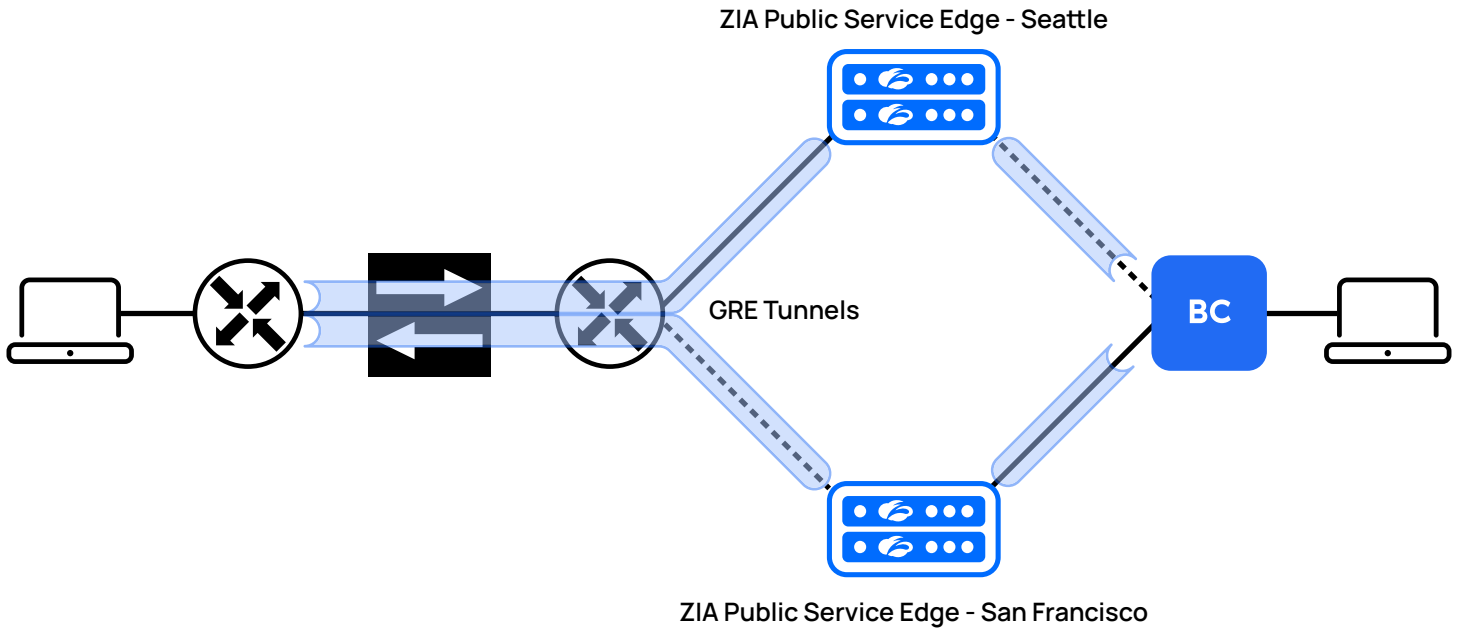 ZIA Public Service Edge - Seattle
GRE Tunnels
BC
ZIA Public Service Edge - San Francisco